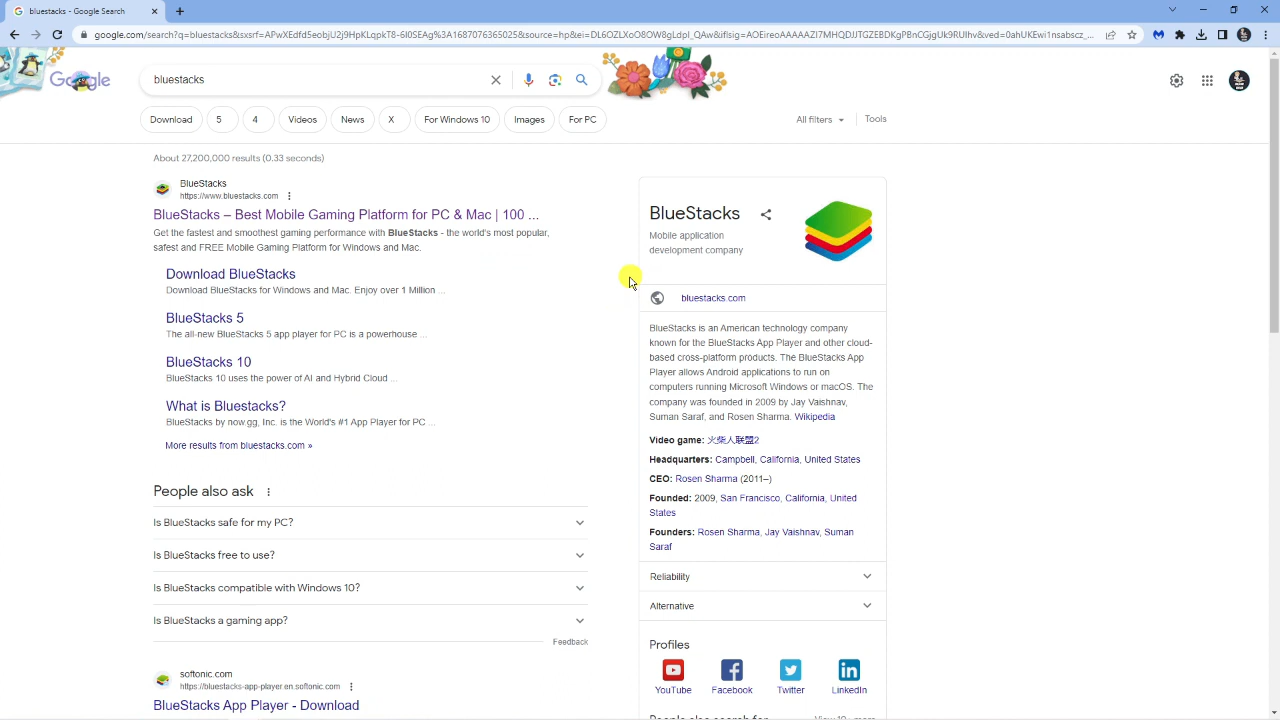 bluestacks - Google Search
google.com/search?q=bluestacks&sxsrf=APwXEdfd5eobjU2j9HpKLqpkT8-6I0SEAg%3A1687076365025&source=hp&ei=DL6OZLXoO8OW8gLdpI_QAw&iflsig=AOEireoAAAAAZI7MHQDJJTGZEBDKgPBnCGjgUk9RUIhv&ved=0ahUKEwi1nsabscz_...
Google
bluestacks
Download
5
4
Videos
News
X
For Windows 10
Images
For PC
All filters
Tools
About 27,200,000 results (0.33 seconds)
BlueStacks
https://www.bluestacks.com
BlueStacks – Best Mobile Gaming Platform for PC & Mac | 100 ...
Get the fastest and smoothest gaming performance with BlueStacks - the world's most popular,
safest and FREE Mobile Gaming Platform for Windows and Mac.
Download BlueStacks
Download BlueStacks for Windows and Mac. Enjoy over 1 Million ...
BlueStacks 5
The all-new BlueStacks 5 app player for PC is a powerhouse ...
BlueStacks 10
BlueStacks 10 uses the power of AI and Hybrid Cloud ...
What is Bluestacks?
BlueStacks by now.gg, Inc. is the World's #1 App Player for PC ...
More results from bluestacks.com »
People also ask
Is BlueStacks safe for my PC?
Is BlueStacks free to use?
Is BlueStacks compatible with Windows 10?
Is BlueStacks a gaming app?
Feedback
softonic.com
https://bluestacks-app-player.en.softonic.com
BlueStacks App Player - Download
BlueStacks
Mobile application
development company
bluestacks.com
BlueStacks is an American technology company
known for the BlueStacks App Player and other cloud-
based cross-platform products. The BlueStacks App
Player allows Android applications to run on
computers running Microsoft Windows or macOS. The
company was founded in 2009 by Jay Vaishnav,
Suman Saraf, and Rosen Sharma. Wikipedia
Video game: 火柴人联盟2
Headquarters: Campbell, California, United States
CEO: Rosen Sharma (2011–)
Founded: 2009, San Francisco, California, United
States
Founders: Rosen Sharma, Jay Vaishnav, Suman
Saraf
Reliability
Alternative
Profiles
YouTube
Facebook
Twitter
LinkedIn
People also search for
View 10+ more